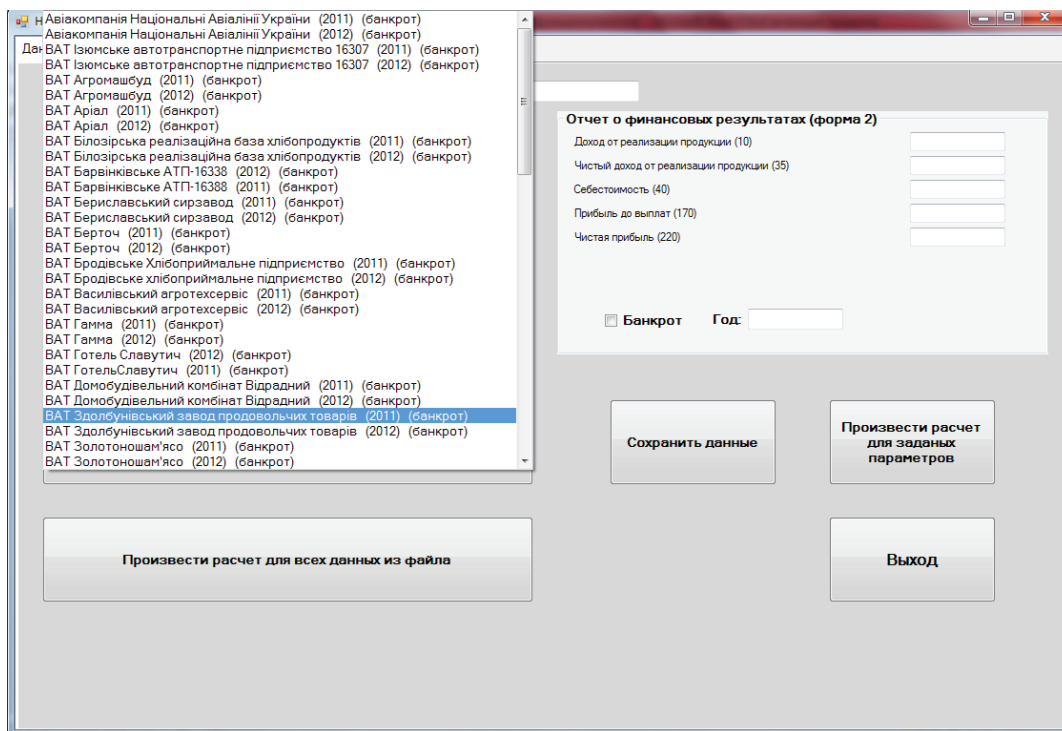 Н
Дан
Авіакомпанія Національні Авіалінії України (2011) (банкрот)
Авіакомпанія Національні Авіалінії України (2012) (банкрот)
ВАТ Ізюмське автотранспортне підприємство 16307 (2011) (банкрот)
ВАТ Ізюмське автотранспортне підприємство 16307 (2012) (банкрот)
ВАТ Агромашбуд (2011) (банкрот)
ВАТ Агромашбуд (2012) (банкрот)
ВАТ Аріал (2011) (банкрот)
ВАТ Аріал (2012) (банкрот)
ВАТ Білозірська реалізаційна база хлібопродуктів (2011) (банкрот)
ВАТ Білозірська реалізаційна база хлібопродуктів (2012) (банкрот)
ВАТ Барвінківське АТП-16338 (2012) (банкрот)
ВАТ Барвінківське АТП-16388 (2011) (банкрот)
ВАТ Бериславський сирзавод (2011) (банкрот)
ВАТ Бериславський сирзавод (2012) (банкрот)
ВАТ Берточ (2011) (банкрот)
ВАТ Берточ (2012) (банкрот)
ВАТ Бродівське Хлібоприймальне підприємство (2011) (банкрот)
ВАТ Бродівське хлібоприймальне підприємство (2012) (банкрот)
ВАТ Василівський агротехсервіс (2011) (банкрот)
ВАТ Василівський агротехсервіс (2012) (банкрот)
ВАТ Гамма (2011) (банкрот)
ВАТ Гамма (2012) (банкрот)
ВАТ Готель Славутич (2012) (банкрот)
ВАТ ГотельСлавутич (2011) (банкрот)
ВАТ Домобудівельний комбінат Відрадний (2011) (банкрот)
ВАТ Домобудівельний комбінат Відрадний (2012) (банкрот)
ВАТ Здолбунівський завод продовольчих товарів (2011) (банкрот)
ВАТ Здолбунівський завод продовольчих товарів (2012) (банкрот)
ВАТ Золотоношам'ясо (2011) (банкрот)
ВАТ Золотоношам'ясо (2012) (банкрот)
Отчет о финансовых результатах (форма 2)
Доход от реализации продукции (10)
Чистый доход от реализации продукции (35)
Себестоимость (40)
Прибыль до выплат (170)
Чистая прибыль (220)
Банкрот Год:
Сохранить данные
Произвести расчет
для заданых
параметров
Произвести расчет для всех данных из файла
Выход